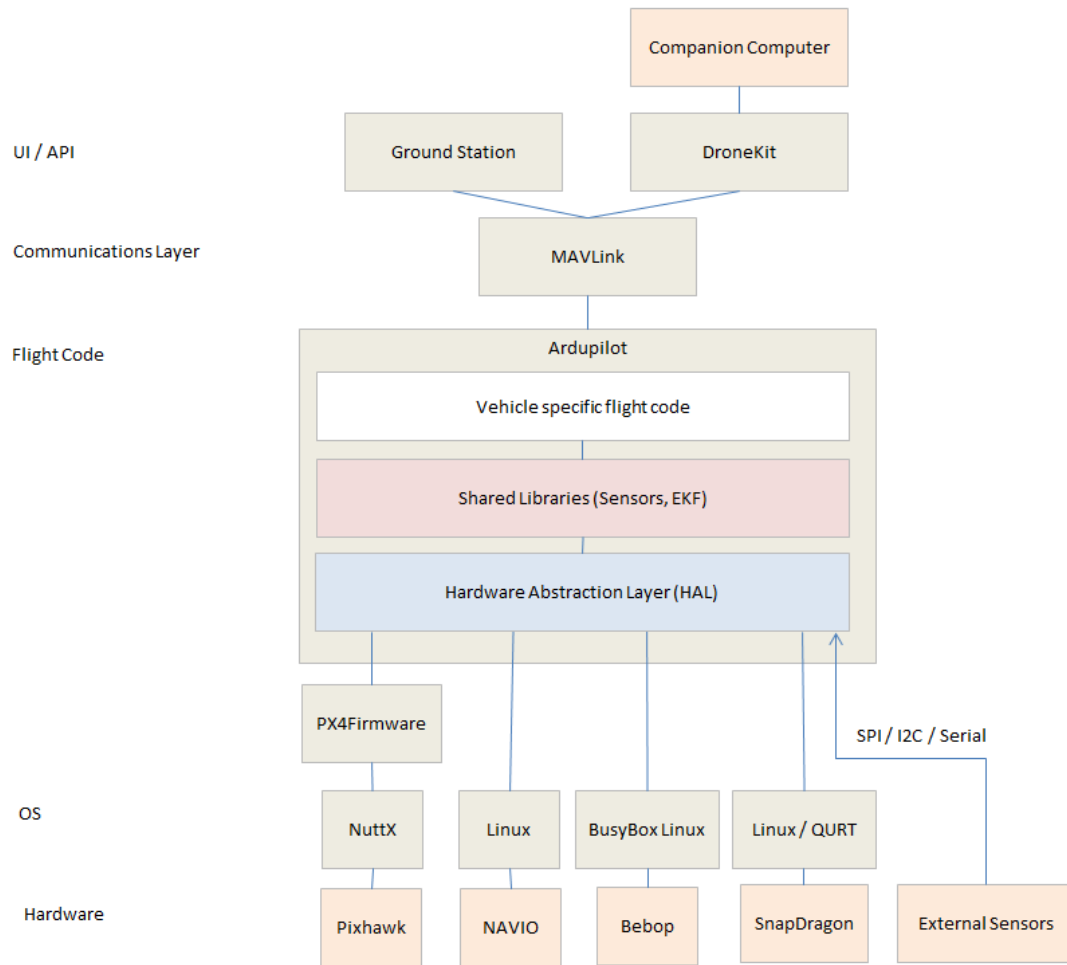 Companion Computer
UI / API
Ground Station
DroneKit
Communications Layer
MAVLink
Flight Code
Ardupilot
Vehicle specific flight code
Shared Libraries (Sensors, EKF)
Hardware Abstraction Layer (HAL)
PX4Firmware
SPI / I2C / Serial
OS
NuttX
Linux
BusyBox Linux
Linux / QURT
Hardware
Pixhawk
NAVIO
Bebop
SnapDragon
External Sensors